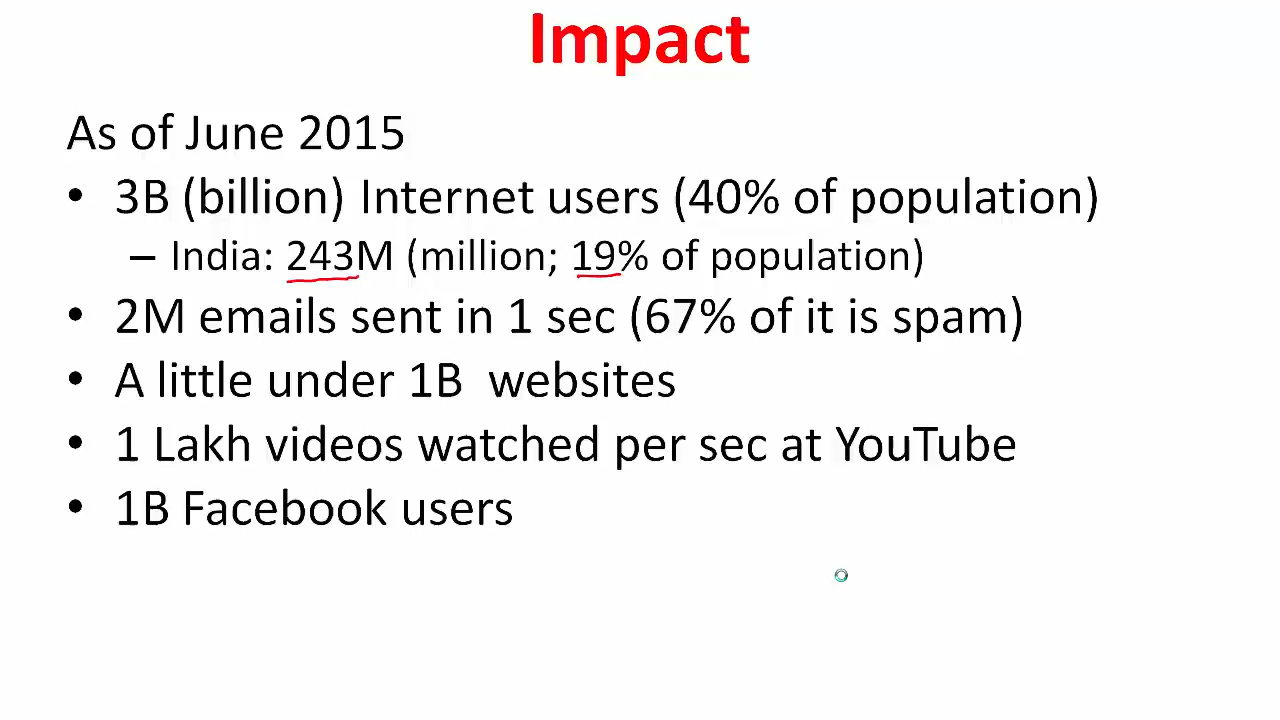 Impact
As of June 2015
• 3B (billion) Internet users (40% of population)
– India: 243M (million; 19% of population)
• 2M emails sent in 1 sec (67% of it is spam)
• A little under 1B  websites
• 1 Lakh videos watched per sec at YouTube
• 1B Facebook users